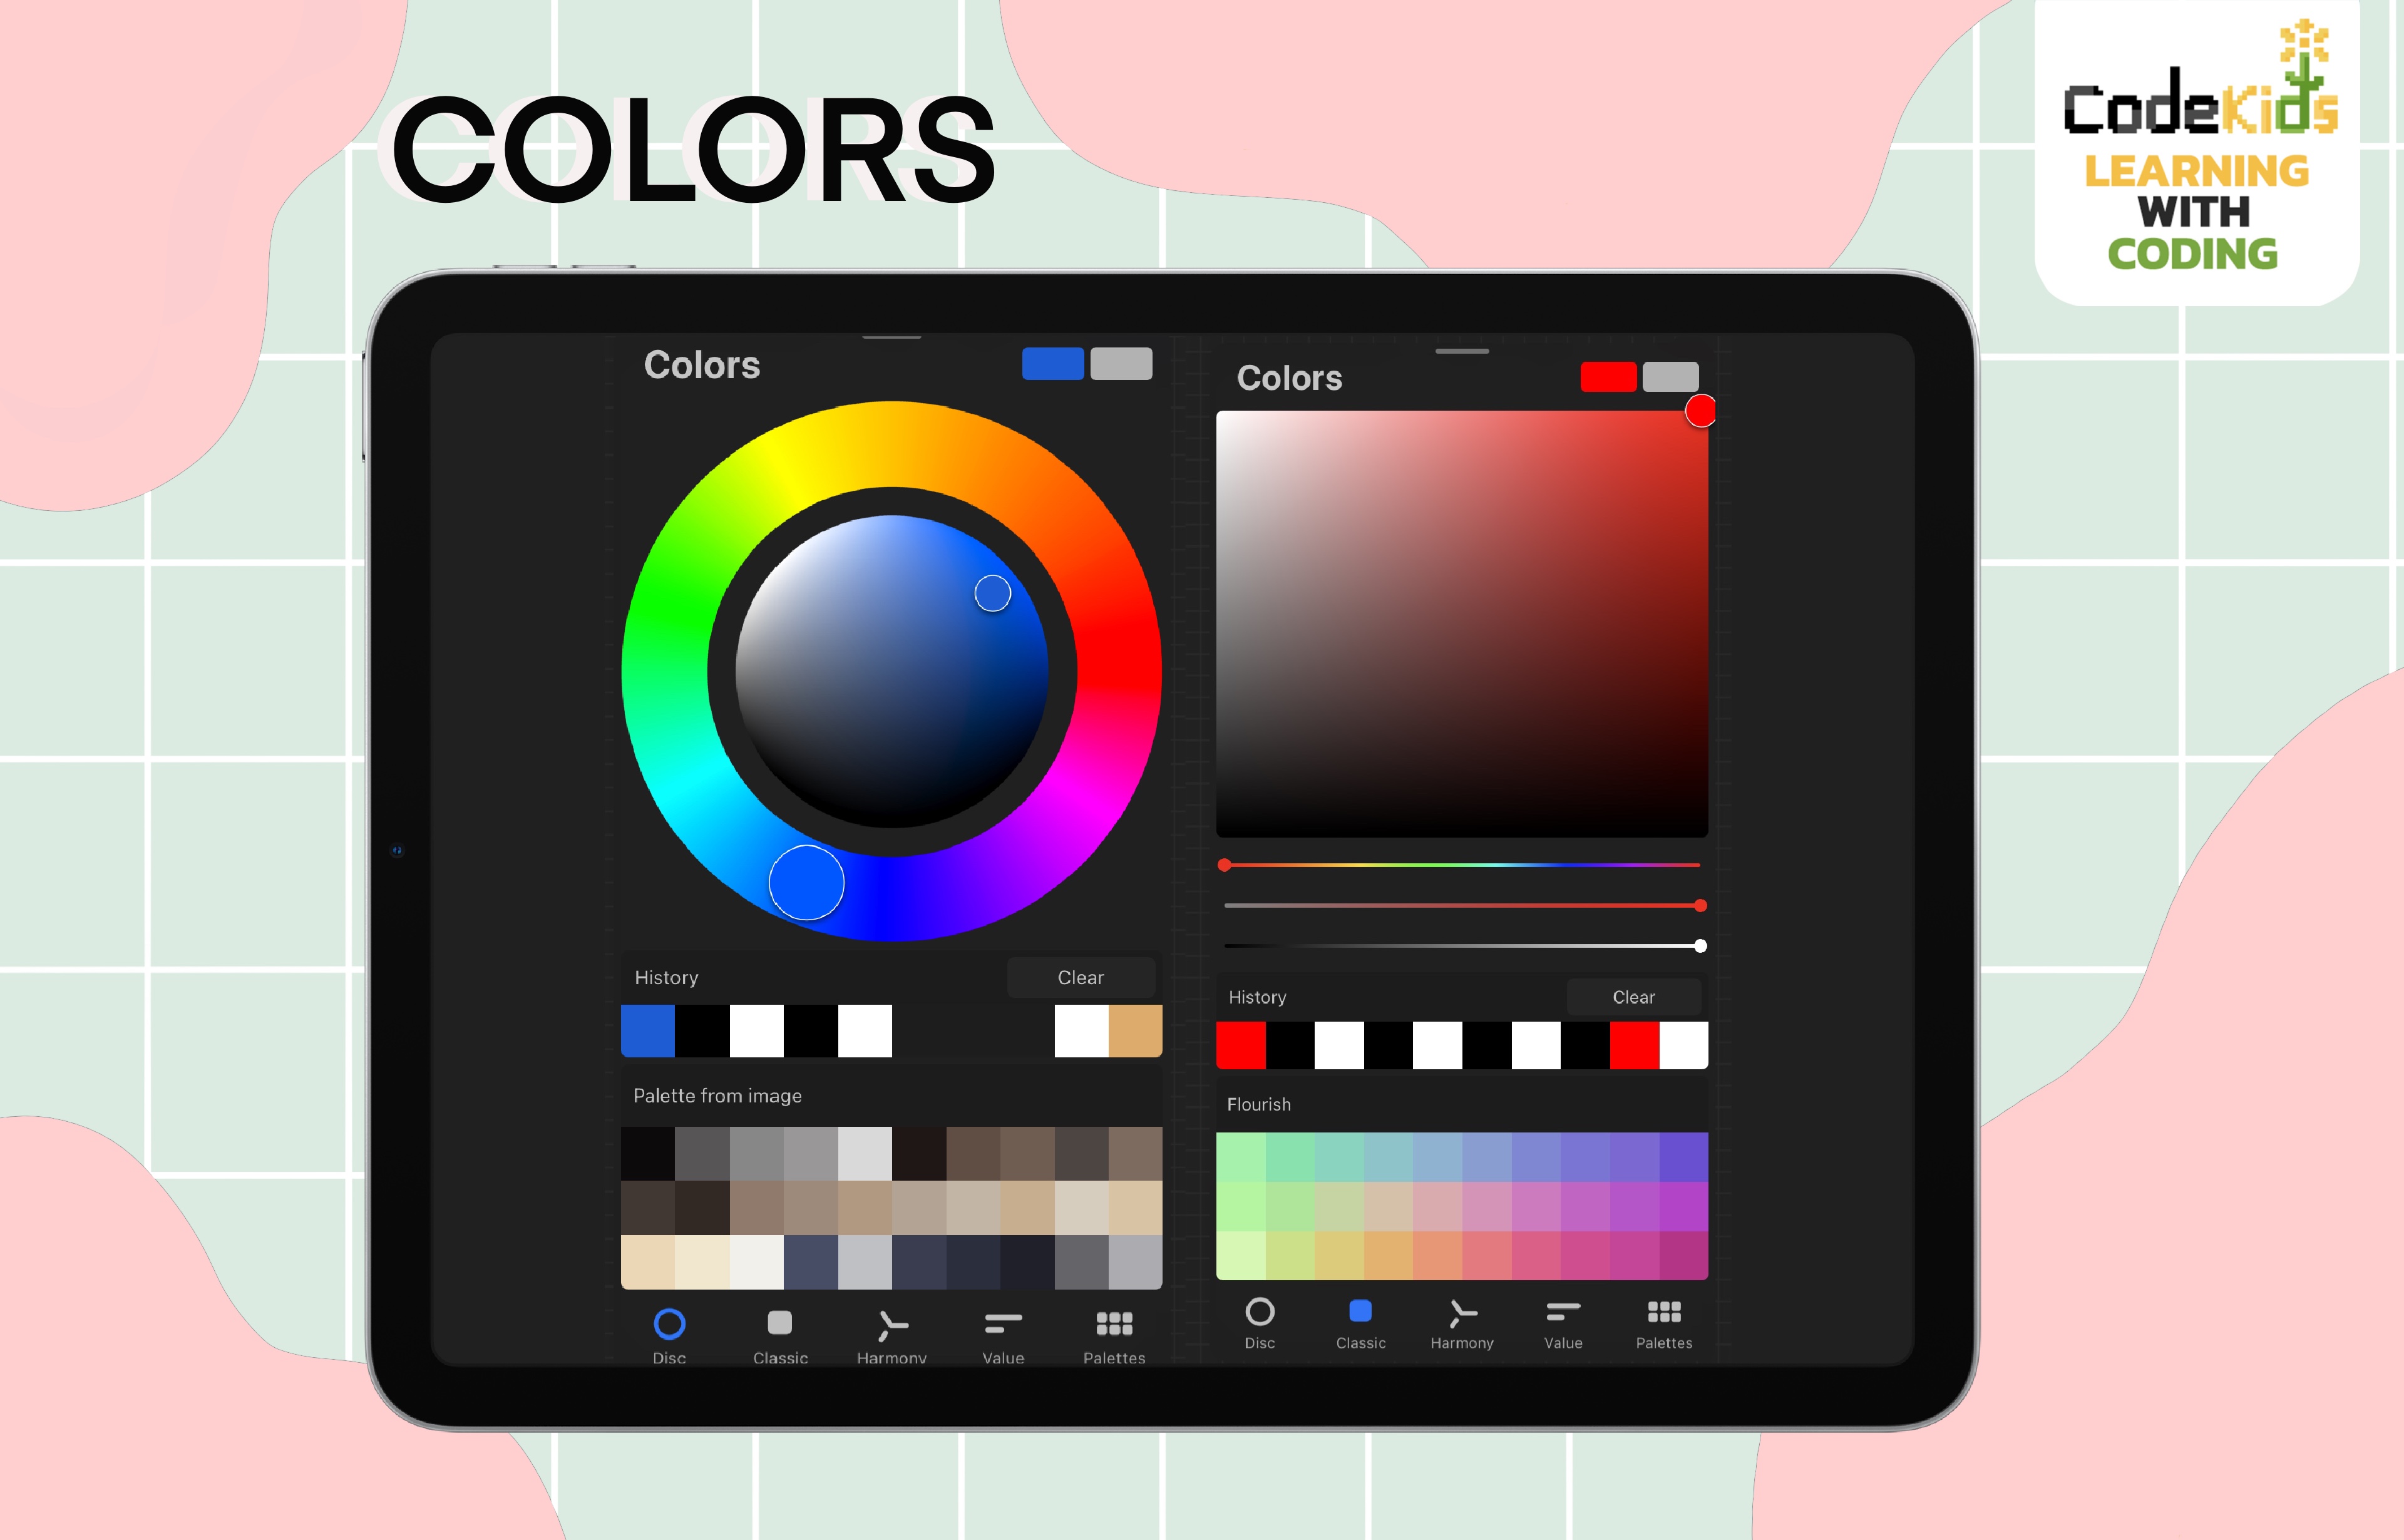 COLORS
CodeKids
LEARNING
WITH
CODING
Colors
History
Clear
Palette from image
Disc
Classic
Harmony
Value
Palettes
Colors
History
Clear
Flourish
Disc
Classic
Harmony
Value
Palettes